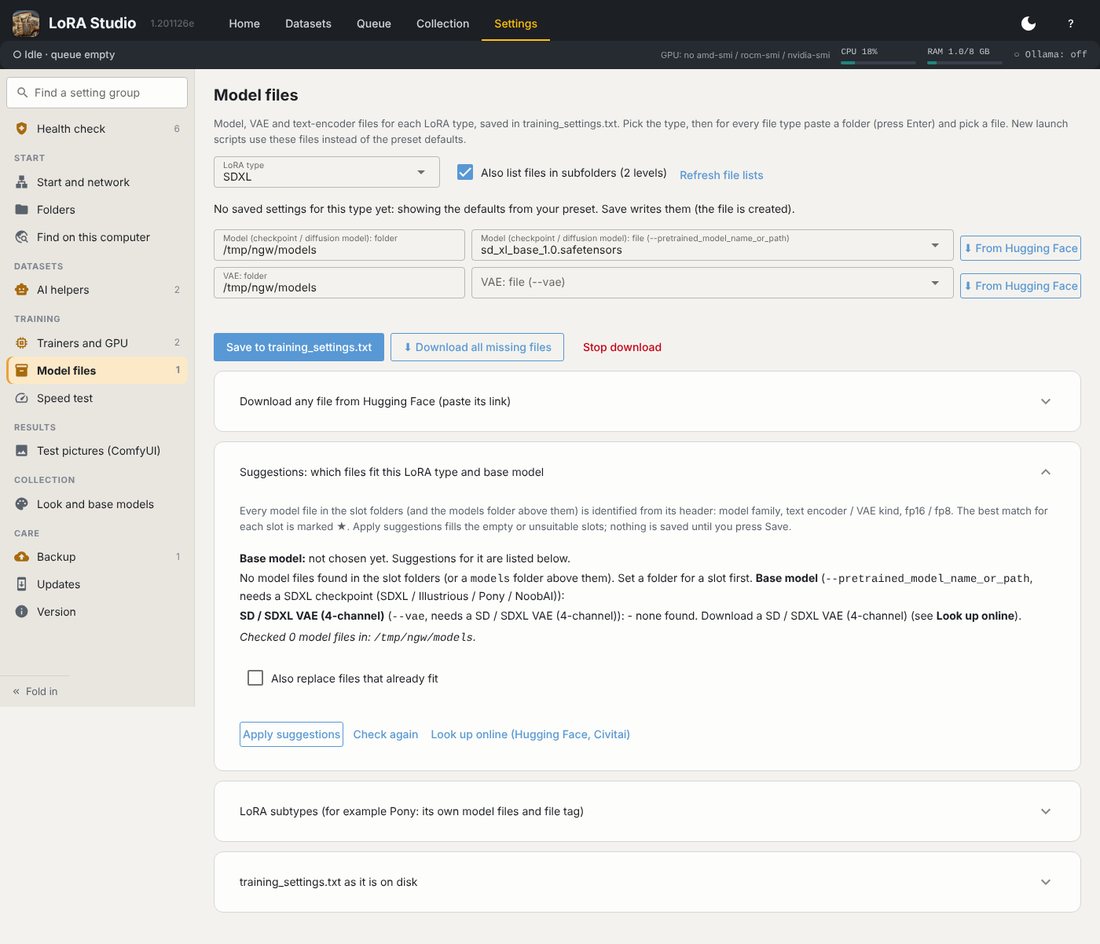 LoRA Studio 1.201126e Home Datasets Queue Collection Settings ?
Idle · queue empty GPU: no amd-smi / rocm-smi / nvidia-smi CPU 18% RAM 1.0/8 GB Ollama: off
Find a setting group
Health check 6
START
Start and network
Folders
Find on this computer
DATASETS
AI helpers 2
TRAINING
Trainers and GPU 2
Model files 1
Speed test
RESULTS
Test pictures (ComfyUI)
COLLECTION
Look and base models
CARE
Backup 1
Updates
Version
« Fold in
Model files
Model, VAE and text-encoder files for each LoRA type, saved in training_settings.txt. Pick the type, then for every file type paste a folder (press Enter) and pick a file. New launch
scripts use these files instead of the preset defaults.
LoRA type
SDXL
Also list files in subfolders (2 levels) Refresh file lists
No saved settings for this type yet: showing the defaults from your preset. Save writes them (the file is created).
Model (checkpoint / diffusion model): folder
/tmp/ngw/models
Model (checkpoint / diffusion model): file (--pretrained_model_name_or_path)
sd_xl_base_1.0.safetensors
⬇ From Hugging Face
VAE: folder
/tmp/ngw/models
VAE: file (--vae)
⬇ From Hugging Face
Save to training_settings.txt ⬇ Download all missing files Stop download
Download any file from Hugging Face (paste its link)
Suggestions: which files fit this LoRA type and base model
Every model file in the slot folders (and the models folder above them) is identified from its header: model family, text encoder / VAE kind, fp16 / fp8. The best match for
each slot is marked ★. Apply suggestions fills the empty or unsuitable slots; nothing is saved until you press Save.
Base model: not chosen yet. Suggestions for it are listed below.
No model files found in the slot folders (or a models folder above them). Set a folder for a slot first. Base model (--pretrained_model_name_or_path,
needs a SDXL checkpoint (SDXL / Illustrious / Pony / NoobAI)):
SD / SDXL VAE (4-channel) (--vae, needs a SD / SDXL VAE (4-channel)): - none found. Download a SD / SDXL VAE (4-channel) (see Look up online).
Checked 0 model files in: /tmp/ngw/models.
Also replace files that already fit
Apply suggestions Check again Look up online (Hugging Face, Civitai)
LoRA subtypes (for example Pony: its own model files and file tag)
training_settings.txt as it is on disk